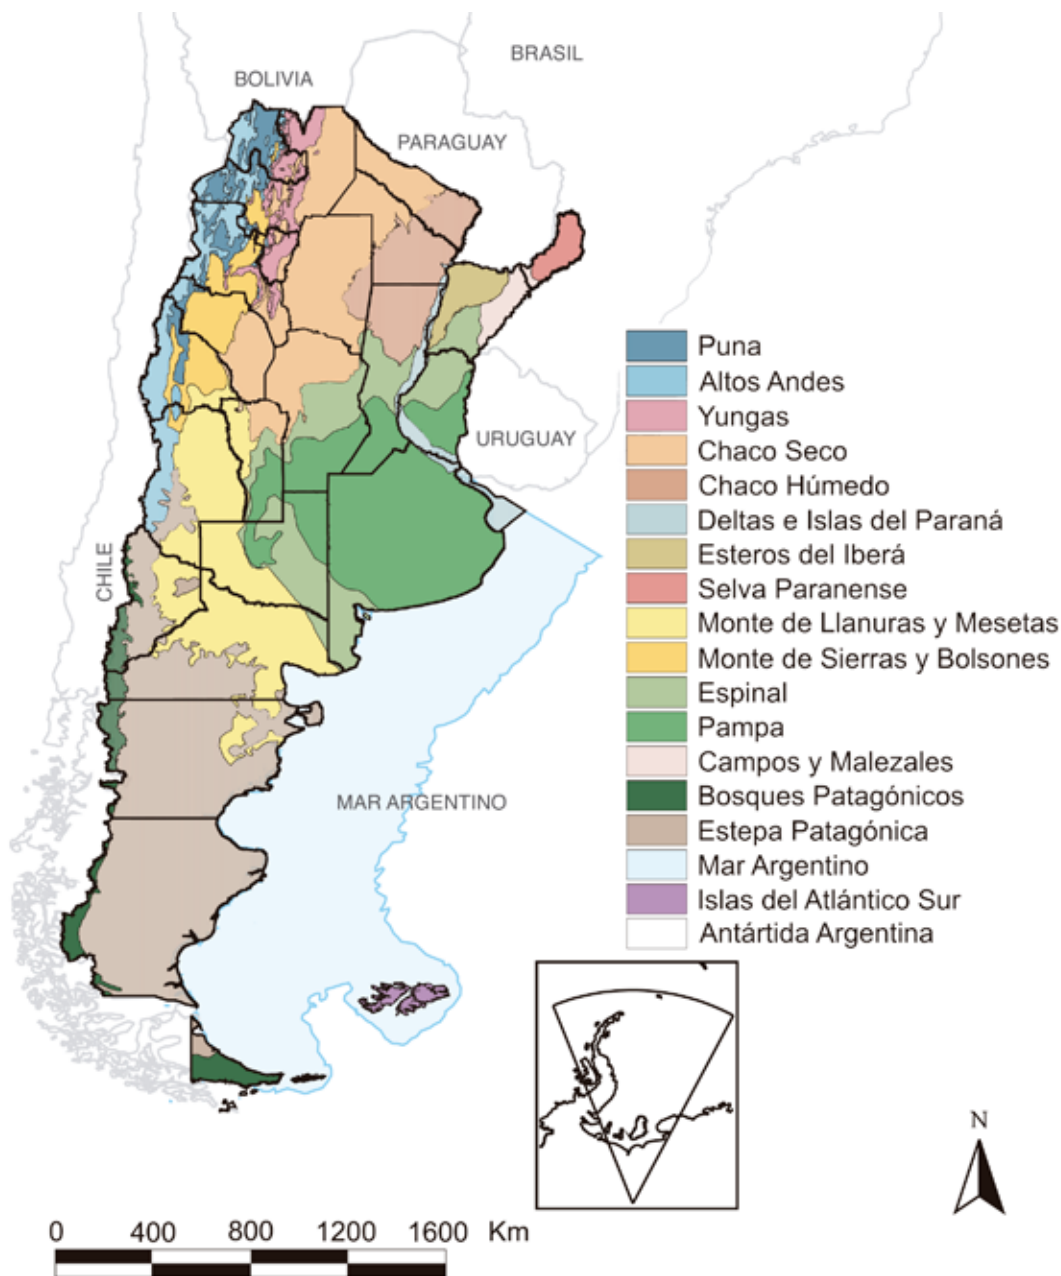 BRASIL
BOLIVIA
PARAGUAY
Puna
Altos Andes
Yungas
URUGUAY
Chaco Seco
Chaco Húmedo
Deltas e Islas del Paraná
CHILE
Esteros del Iberá
Selva Paranense
Monte de Llanuras y Mesetas
Monte de Sierras y Bolsones
Espinal
Pampa
Campos y Malezales
Bosques Patagónicos
MAR ARGENTINO
Estepa Patagónica
Mar Argentino
Islas del Atlántico Sur
Antártida Argentina
N
0 400 800 1200 1600 Km